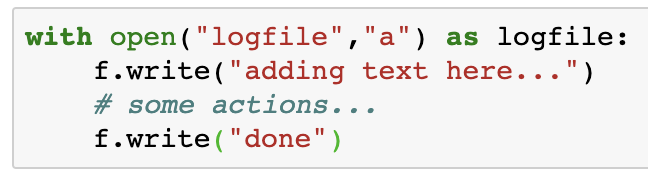 with open("logfile","a") as logfile:
    f.write("adding text here...")
    # some actions...
    f.write("done")